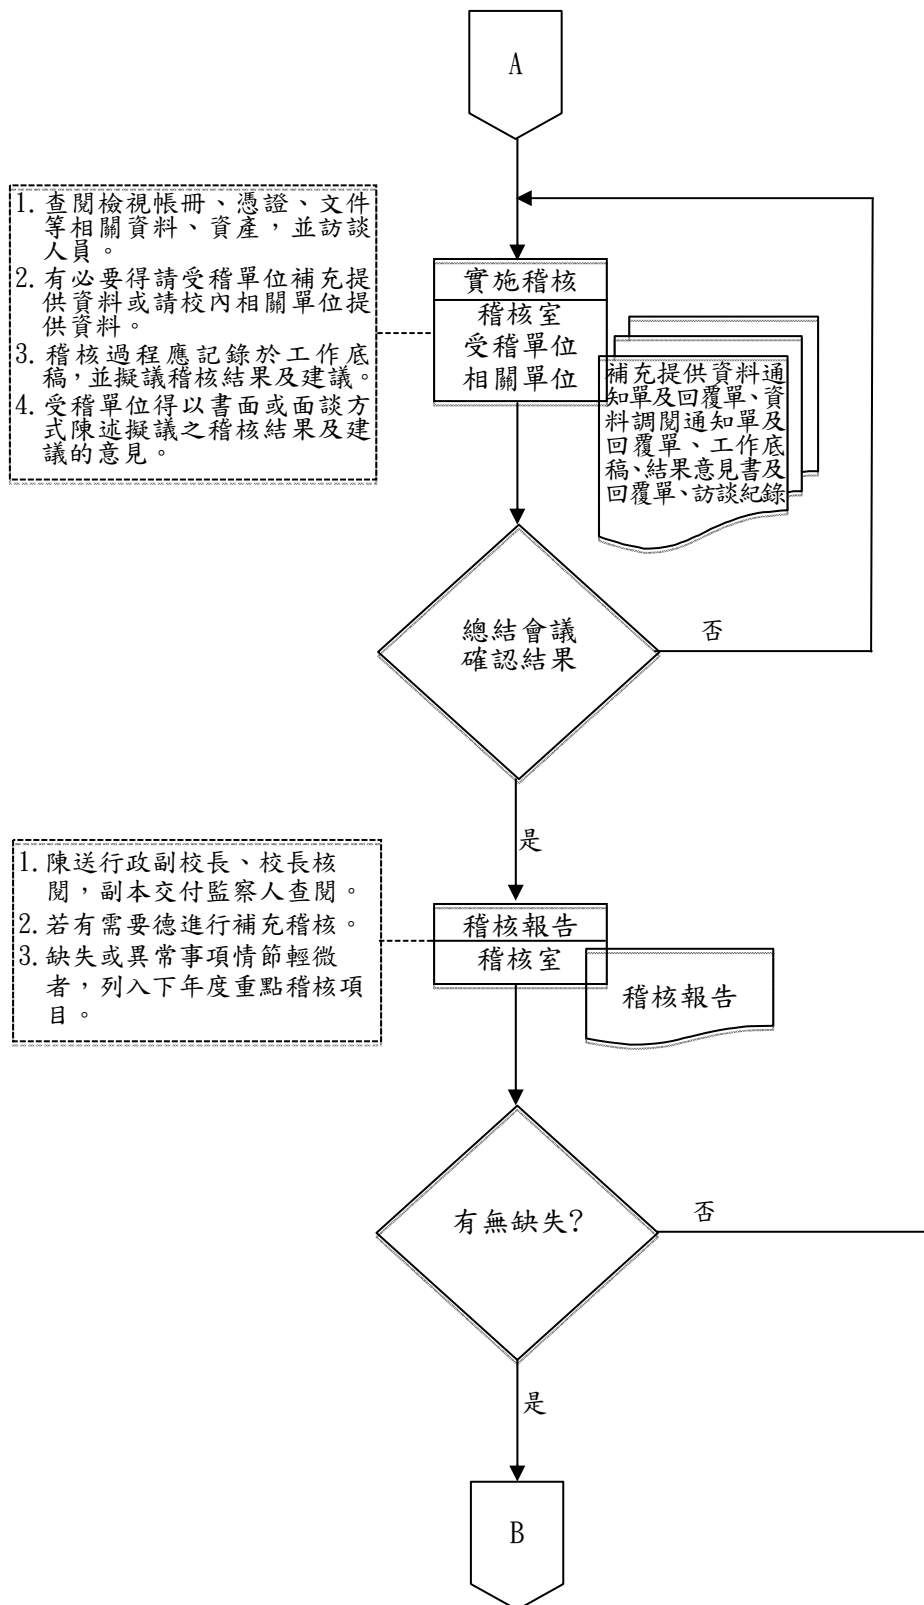 A
1. 查閱檢視帳冊、憑證、文件
等相關資料、資產，並訪談
人員。
2. 有必要得請受稽單位補充提
供資料或請校內相關單位提
供資料。
3. 稽核過程應記錄於工作底
稿，並擬議稽核結果及建議。
4. 受稽單位得以書面或面談方
式陳述擬議之稽核結果及建
議的意見。
實施稽核
稽核室
受稽單位
相關單位
補充提供資料通
知單及回覆單、資
料調閱通知單及
回覆單、工作底
稿、結果意見書及
回覆單、訪談紀錄
總結會議
確認結果
否
是
1. 陳送行政副校長、校長核
閱，副本交付監察人查閱。
2. 若有需要德進行補充稽核。
3. 缺失或異常事項情節輕微
者，列入下年度重點稽核項
目。
稽核報告
稽核室
稽核報告
有無缺失?
否
是
B